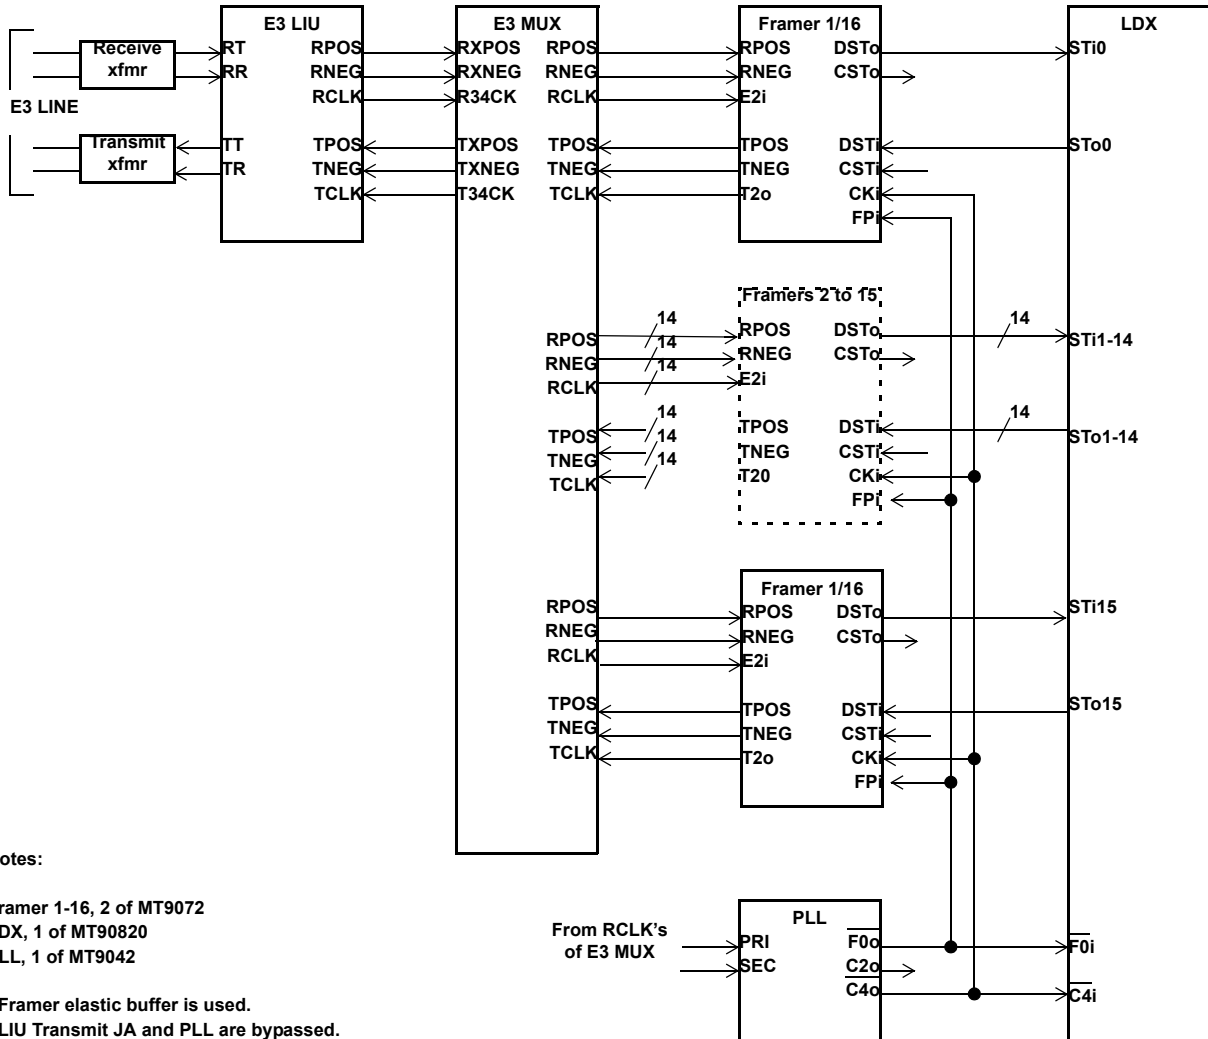 E3 LIU
E3 MUX
Framer 1/16
LDX
Receive
xfmr
RT
RPOS
RXPOS
RPOS
RPOS
DSTo
STi0
RR
RNEG
RXNEG
RNEG
RNEG
CSTo
RCLK
R34CK
RCLK
E2i
E3 LINE
Transmit
xfmr
TT
TPOS
TXPOS
TPOS
TPOS
DSTi
STo0
TR
TNEG
TXNEG
TNEG
TNEG
CSTi
TCLK
T34CK
TCLK
T2o
CKi
FPi
Framers 2 to 15
14
14
RPOS
RPOS
DSTo
STi1-14
14
RNEG
RNEG
CSTo
14
RCLK
E2i
14
14
TPOS
TPOS
DSTi
STo1-14
14
TNEG
TNEG
CSTi
14
TCLK
T20
CKi
FPi
Framer 1/16
RPOS
RPOS
DSTo
STi15
RNEG
RNEG
CSTo
RCLK
E2i
TPOS
TPOS
DSTi
STo15
TNEG
TNEG
CSTi
TCLK
T2o
CKi
FPi
otes:
ramer 1-16, 2 of MT9072
DX, 1 of MT90820
LL, 1 of MT9042
Framer elastic buffer is used.
LIU Transmit JA and PLL are bypassed.
From RCLK's
of E3 MUX
PLL
PRI
F0o
F0i
SEC
C2o
C4o
C4i